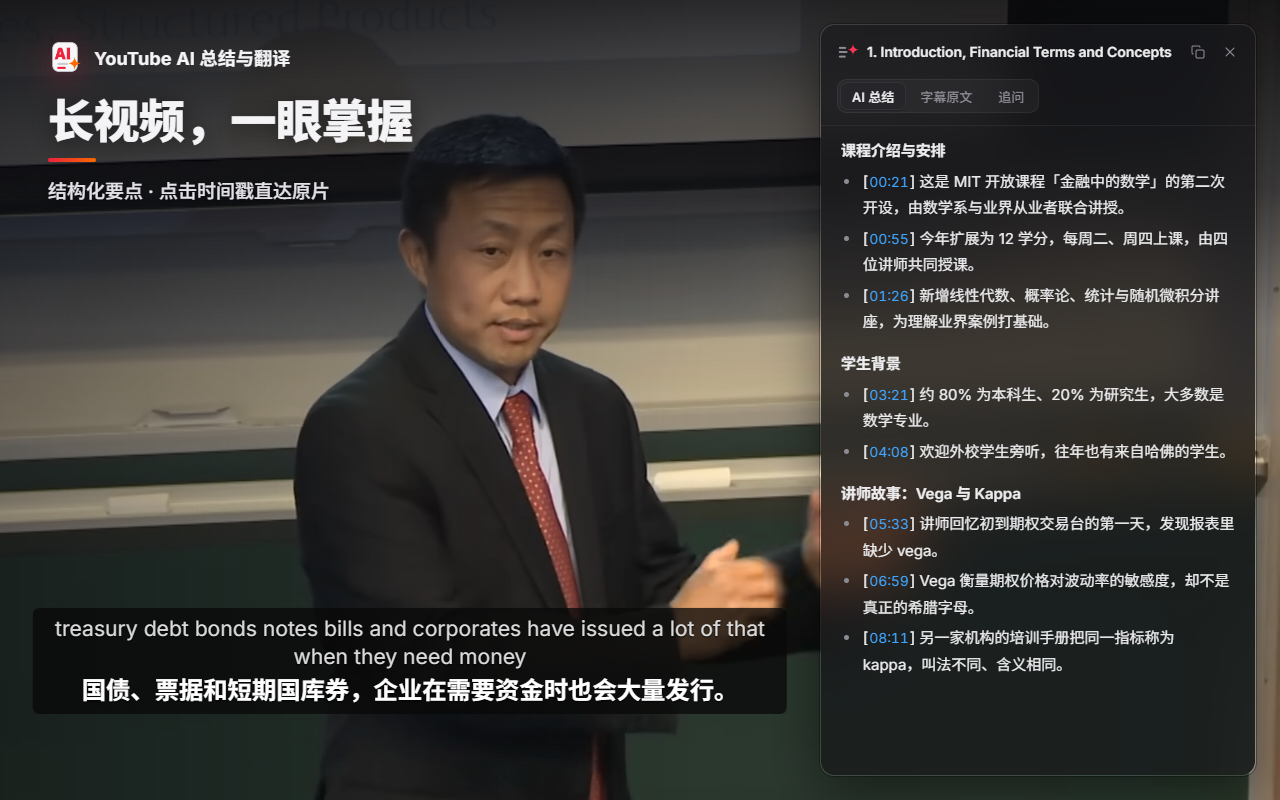 Structured Products
AI
YouTube AI 总结与翻译
长视频，一眼掌握
结构化要点 · 点击时间戳直达原片
1. Introduction, Financial Terms and Concepts
AI 总结 字幕原文 追问
课程介绍与安排
[00:21] 这是 MIT 开放课程「金融中的数学」的第二次
开设，由数学系与业界从业者联合讲授。
[00:55] 今年扩展为 12 学分，每周二、周四上课，由四
位讲师共同授课。
[01:26] 新增线性代数、概率论、统计与随机微积分讲
座，为理解业界案例打基础。
学生背景
[03:21] 约 80% 为本科生、20% 为研究生，大多数是
数学专业。
[04:08] 欢迎外校学生旁听，往年也有来自哈佛的学生。
讲师故事：Vega 与 Kappa
[05:33] 讲师回忆初到期权交易台的第一天，发现报表里
缺少 vega。
[06:59] Vega 衡量期权价格对波动率的敏感度，却不是
真正的希腊字母。
[08:11] 另一家机构的培训手册把同一指标称为
kappa，叫法不同、含义相同。
treasury debt bonds notes bills and corporates have issued a lot of that
when they need money
国债、票据和短期国库券，企业在需要资金时也会大量发行。